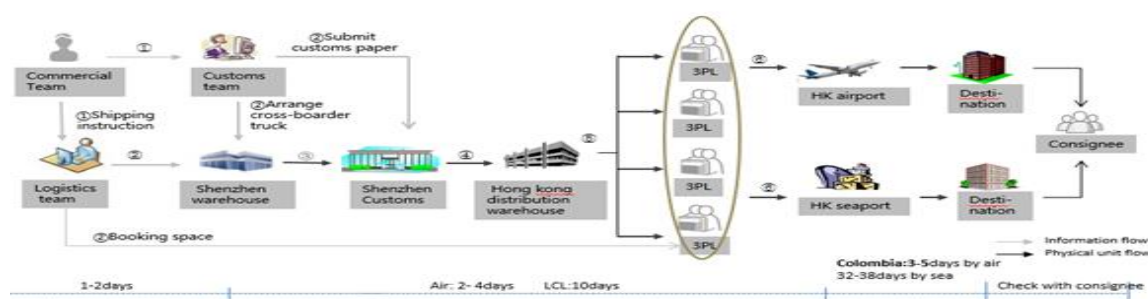 ①
②Submit
customs paper
Commercial
Team
Customs
team
①Shipping
instruction
②Arrange
cross-boarder
truck
②
③
④
⑤
Logistics
team
Shenzhen
warehouse
Shenzhen
Customs
Hong kong
distribution
warehouse
②Booking space
3PL
3PL
3PL
3PL
⑥
⑥
HK airport
Desti-
nation
HK seaport
Desti-
nation
Consignee
Information flow
Physical unit flow
Colombia:3-5days by air
32-38days by sea
1-2days
Air: 2- 4days
LCL:10days
Check with consignee